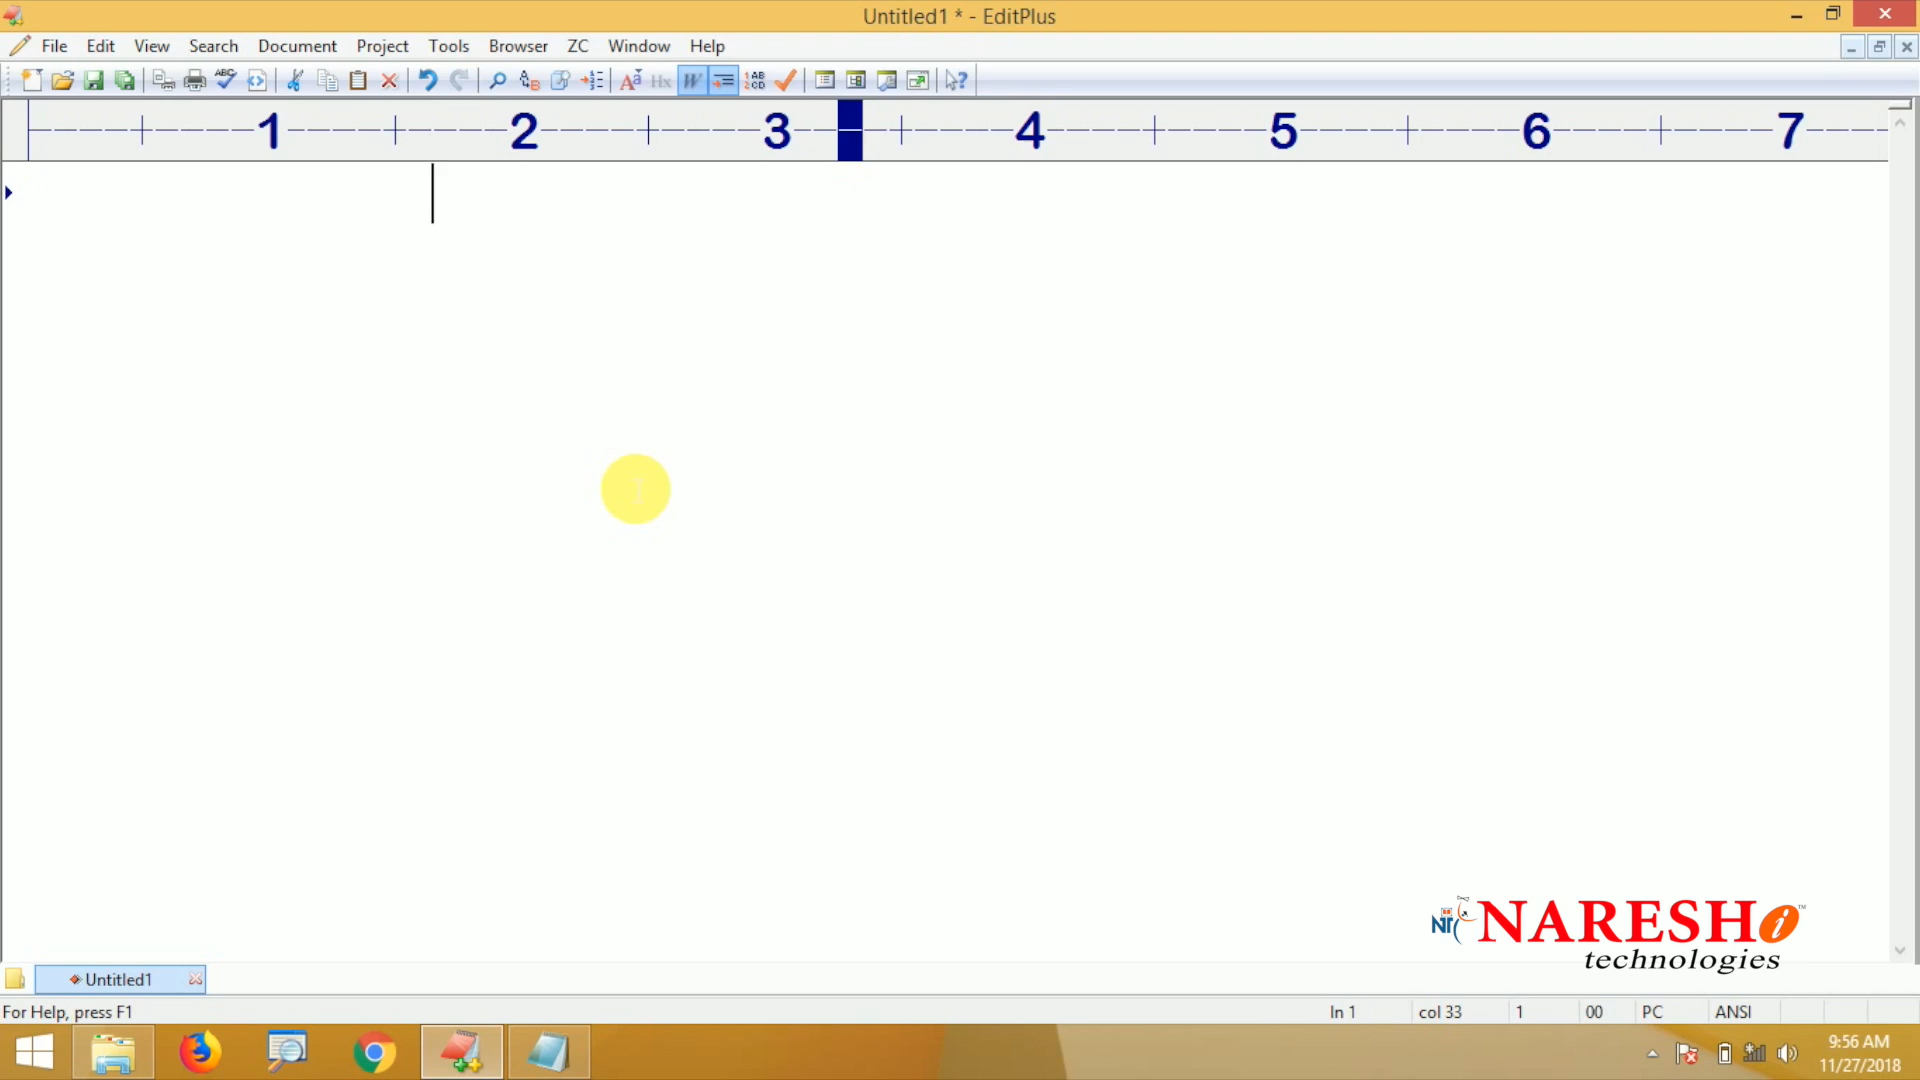 Untitled1 * - EditPlus
File Edit View Search Document Project Tools Browser ZC Window Help
1 2 3 4 5 6 7
NARESH i ™
technologies
Untitled1
For Help, press F1 ln 1 col 33 1 00 PC ANSI
9:56 AM
11/27/2018